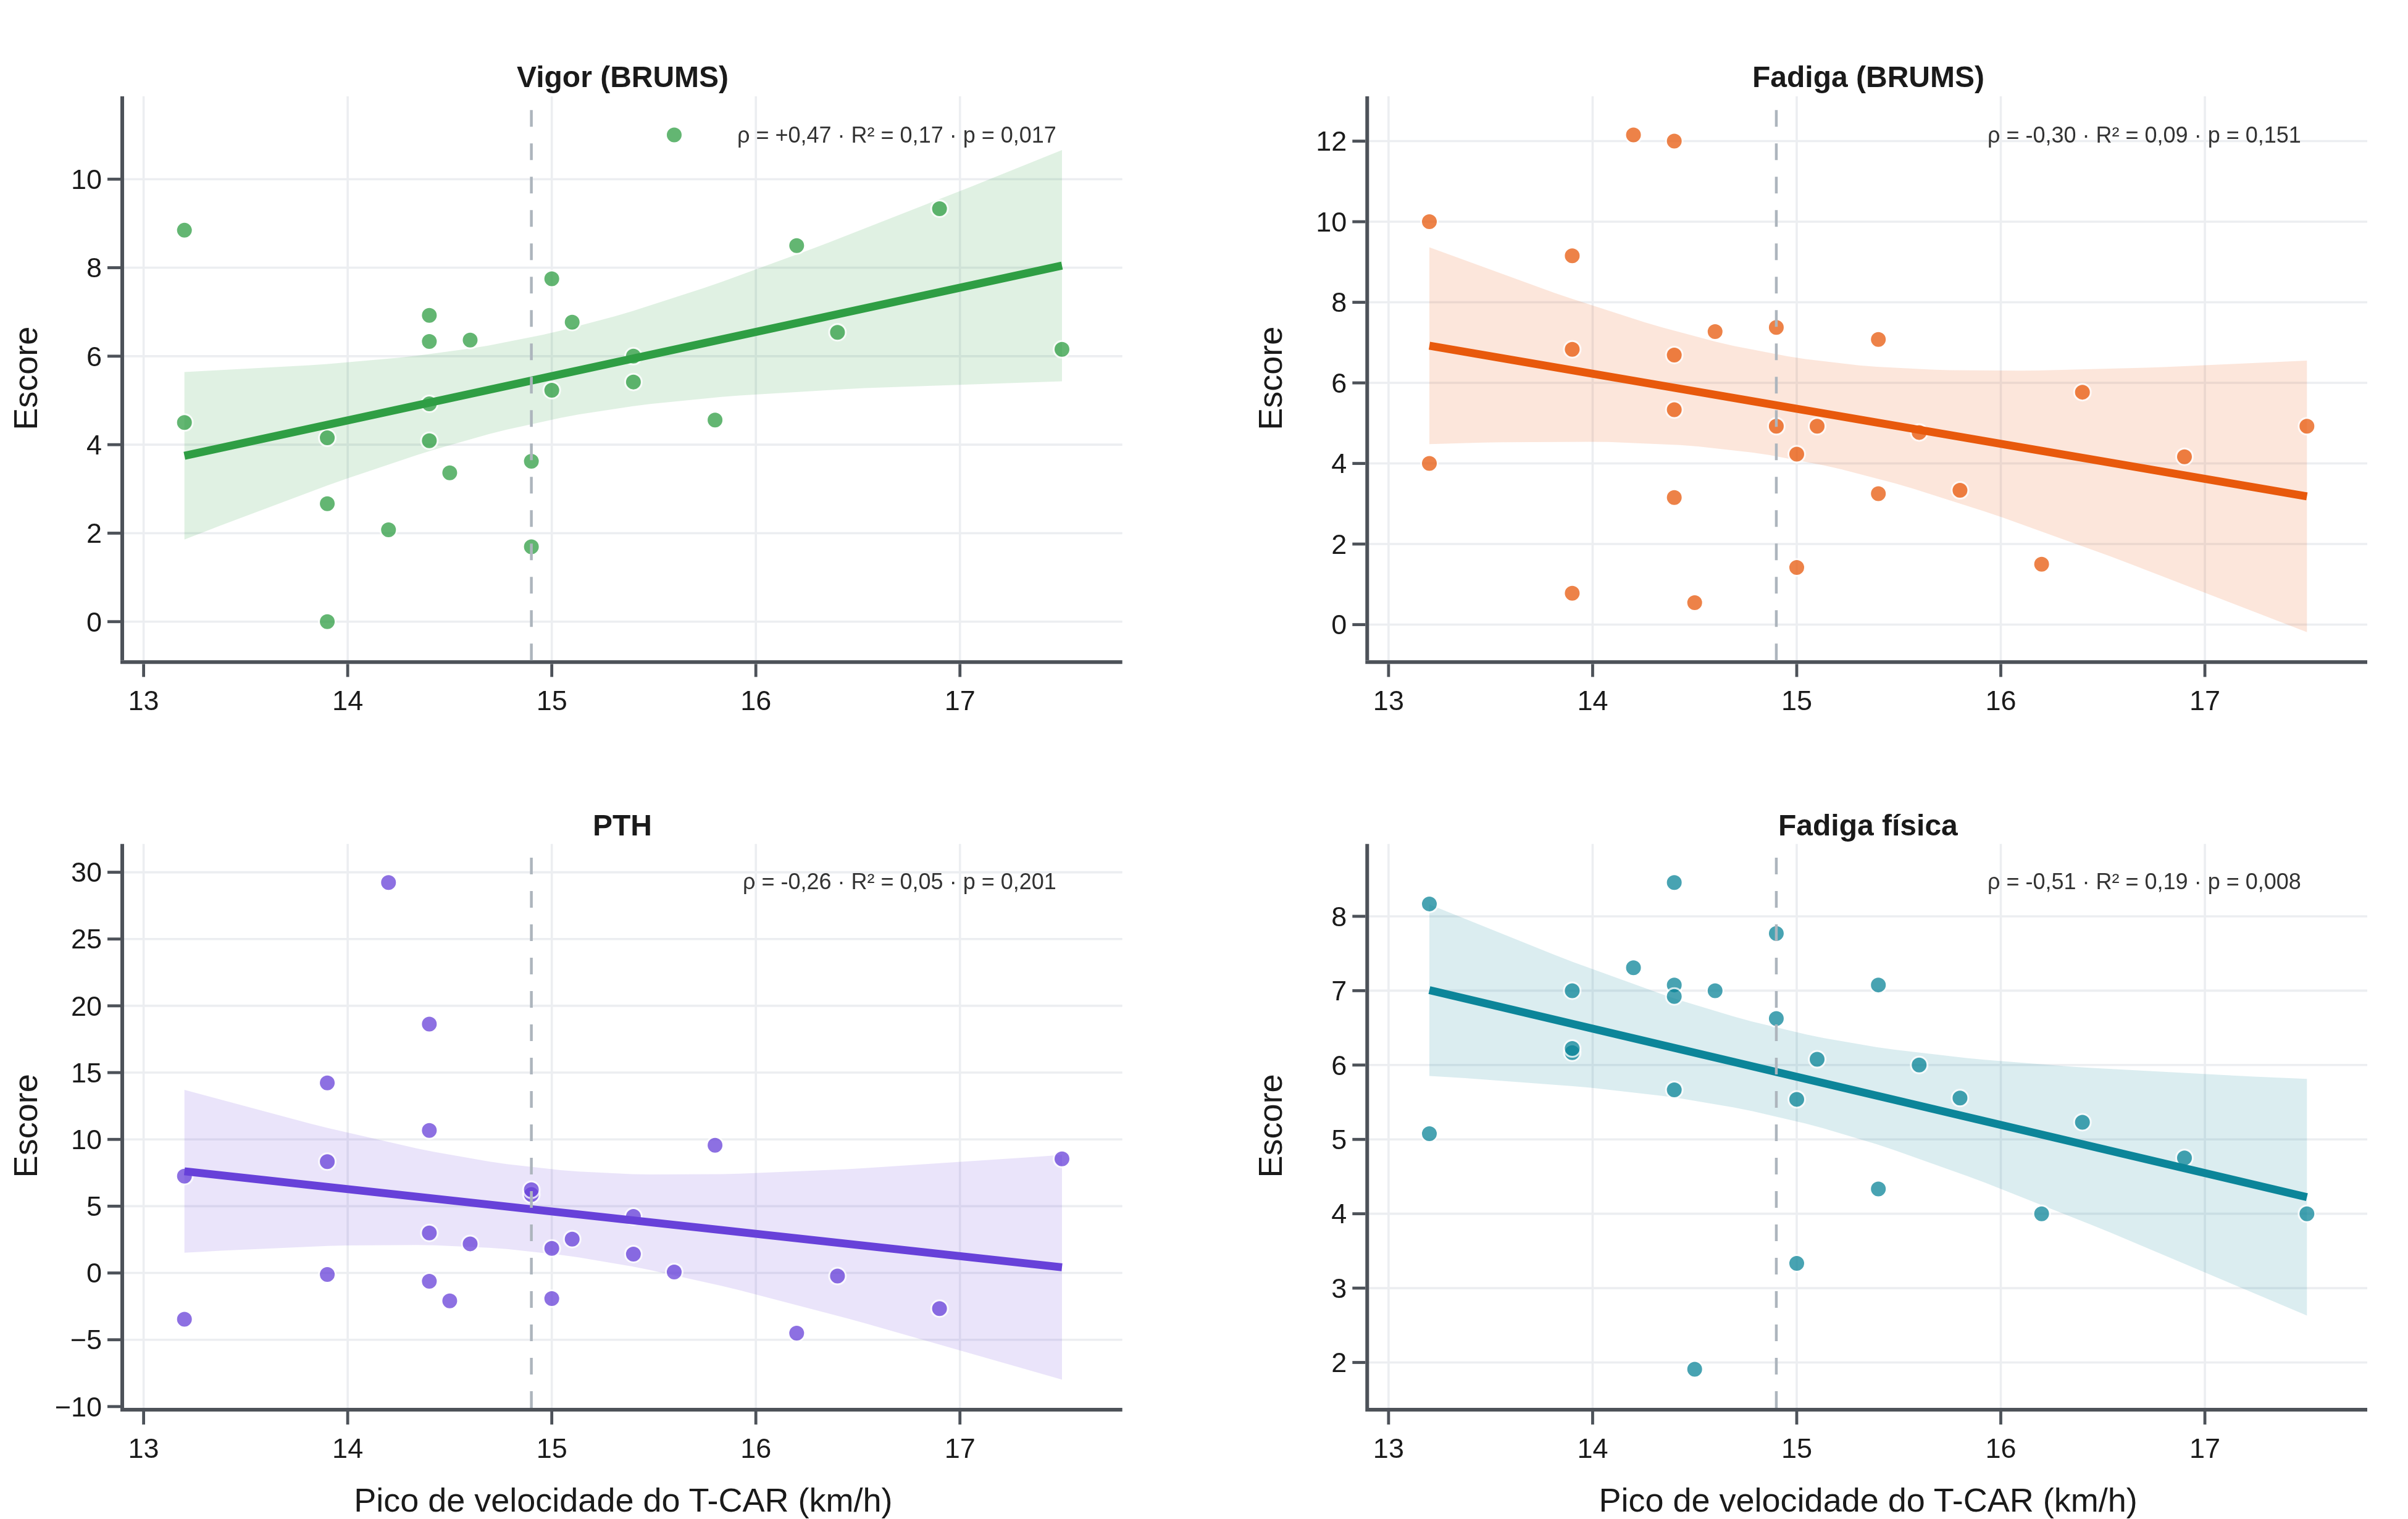 Vigor (BRUMS)
ρ = +0,47 · R² = 0,17 · p = 0,017
Escore
10
8
6
4
2
0
13 14 15 16 17
Fadiga (BRUMS)
ρ = -0,30 · R² = 0,09 · p = 0,151
Escore
12
10
8
6
4
2
0
13 14 15 16 17
PTH
ρ = -0,26 · R² = 0,05 · p = 0,201
Escore
30
25
20
15
10
5
0
−5
−10
13 14 15 16 17
Pico de velocidade do T-CAR (km/h)
Fadiga física
ρ = -0,51 · R² = 0,19 · p = 0,008
Escore
8
7
6
5
4
3
2
13 14 15 16 17
Pico de velocidade do T-CAR (km/h)